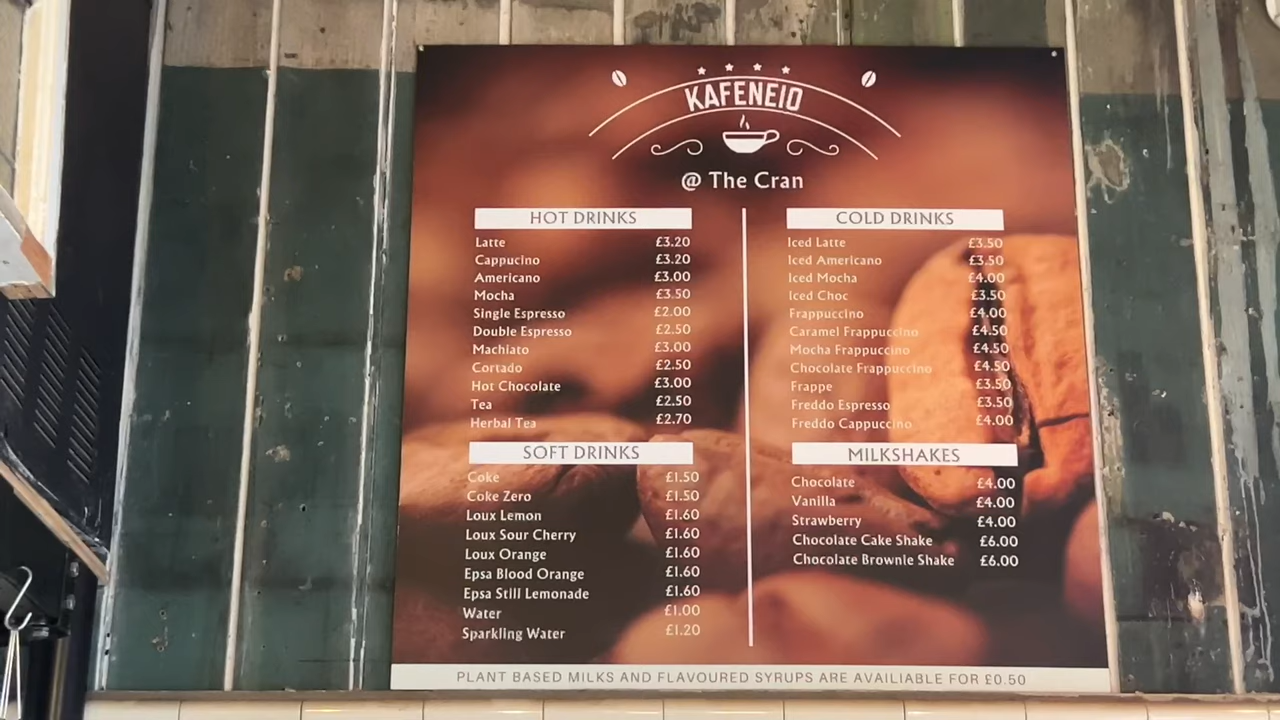 KAFENEIO
@ The Cran
HOT DRINKS
Latte £3.20
Cappucino £3.20
Americano £3.00
Mocha £3.50
Single Espresso £2.00
Double Espresso £2.50
Machiato £3.00
Cortado £2.50
Hot Chocolate £3.00
Tea £2.50
Herbal Tea £2.70
SOFT DRINKS
Coke £1.50
Coke Zero £1.50
Loux Lemon £1.60
Loux Sour Cherry £1.60
Loux Orange £1.60
Epsa Blood Orange £1.60
Epsa Still Lemonade £1.60
Water £1.00
Sparkling Water £1.20
COLD DRINKS
Iced Latte £3.50
Iced Americano £3.50
Iced Mocha £4.00
Iced Choc £3.50
Frappuccino £4.00
Caramel Frappuccino £4.50
Mocha Frappuccino £4.50
Chocolate Frappuccino £4.50
Frappe £3.50
Freddo Espresso £3.50
Freddo Cappuccino £4.00
MILKSHAKES
Chocolate £4.00
Vanilla £4.00
Strawberry £4.00
Chocolate Cake Shake £6.00
Chocolate Brownie Shake £6.00
PLANT BASED MILKS AND FLAVOURED SYRUPS ARE AVAILIABLE FOR £0.50